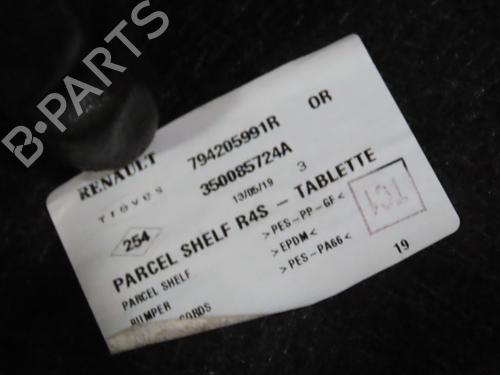 B-PARTS
RENAULT 794205991R OR
Treves 350085724A
13/05/19 3
254
PARCEL SHELF R4S - TABLETTE
PARCEL SHELF >PES-PP-GF<
BUMPER >EPDM<
CORDS >PES-PA66<
101
19